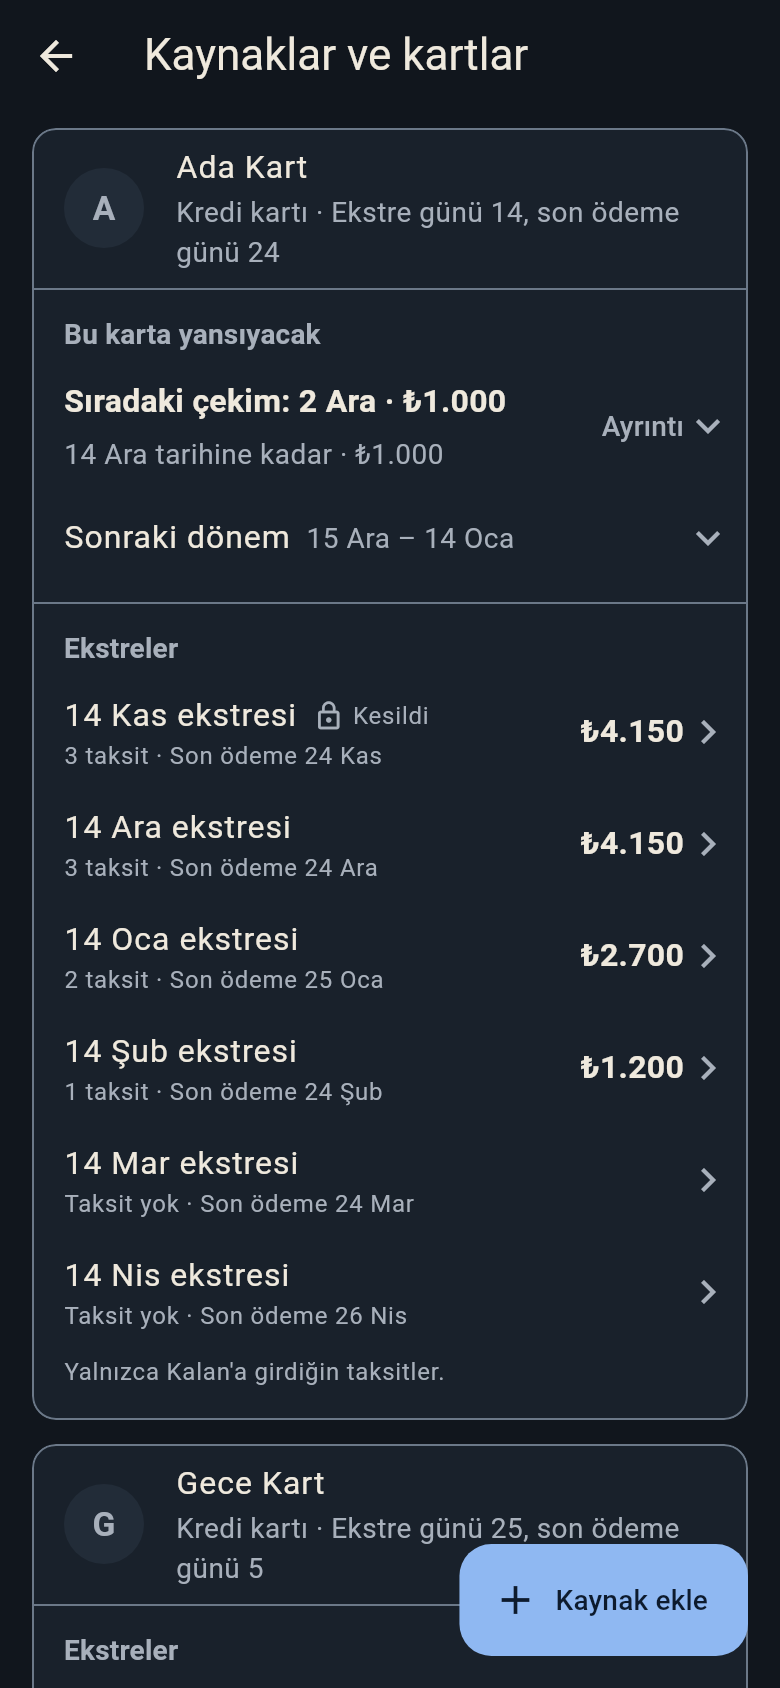 Kaynaklar ve kartlar
A
Ada Kart
Kredi kartı · Ekstre günü 14, son ödeme
günü 24
Bu karta yansıyacak
Sıradaki çekim: 2 Ara · ₺1.000
Ayrıntı
14 Ara tarihine kadar · ₺1.000
Sonraki dönem 15 Ara – 14 Oca
Ekstreler
14 Kas ekstresi Kesildi
₺4.150
3 taksit · Son ödeme 24 Kas
14 Ara ekstresi
₺4.150
3 taksit · Son ödeme 24 Ara
14 Oca ekstresi
₺2.700
2 taksit · Son ödeme 25 Oca
14 Şub ekstresi
₺1.200
1 taksit · Son ödeme 24 Şub
14 Mar ekstresi
Taksit yok · Son ödeme 24 Mar
14 Nis ekstresi
Taksit yok · Son ödeme 26 Nis
Yalnızca Kalan'a girdiğin taksitler.
G
Gece Kart
Kredi kartı · Ekstre günü 25, son ödeme
günü 5
Kaynak ekle
Ekstreler